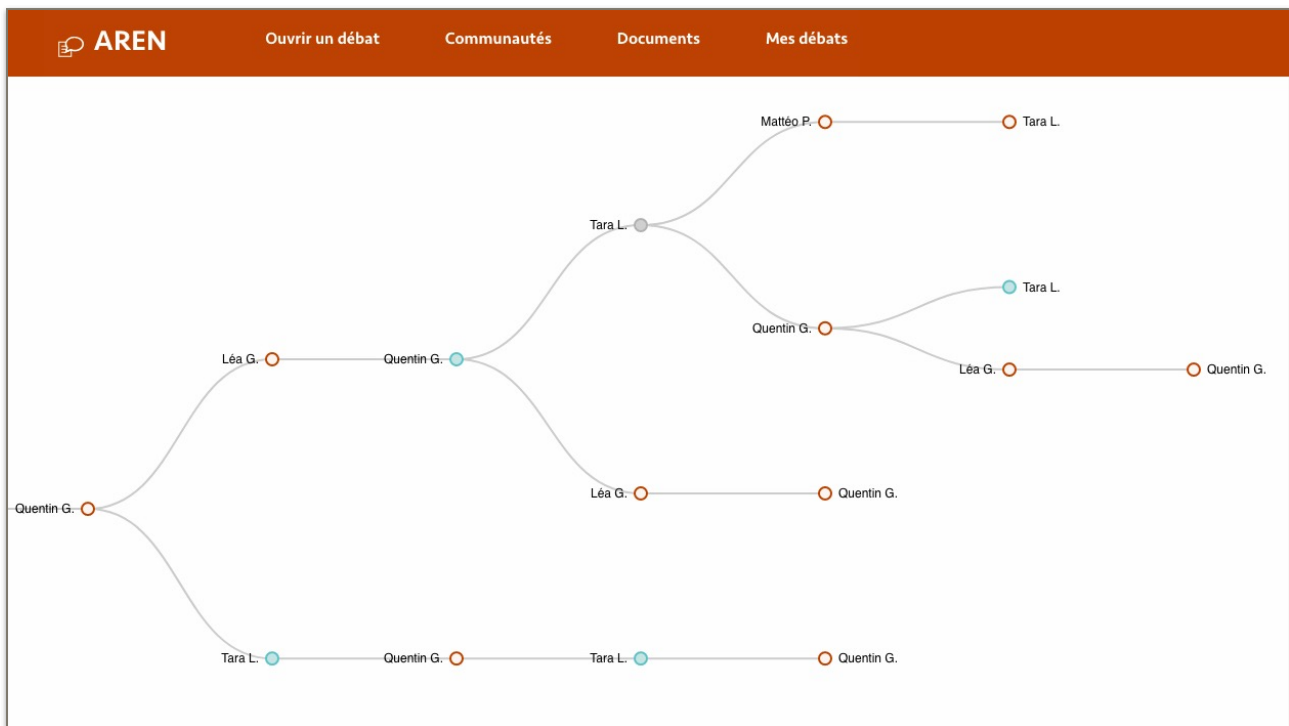 AREN Ouvrir un débat Communautés Documents Mes débats
Mattéo P. Tara L.
Tara L.
Tara L.
Quentin G.
Léa G. Quentin G.
Léa G. Quentin G.
Léa G. Quentin G.
Quentin G.
Tara L. Quentin G. Tara L. Quentin G.